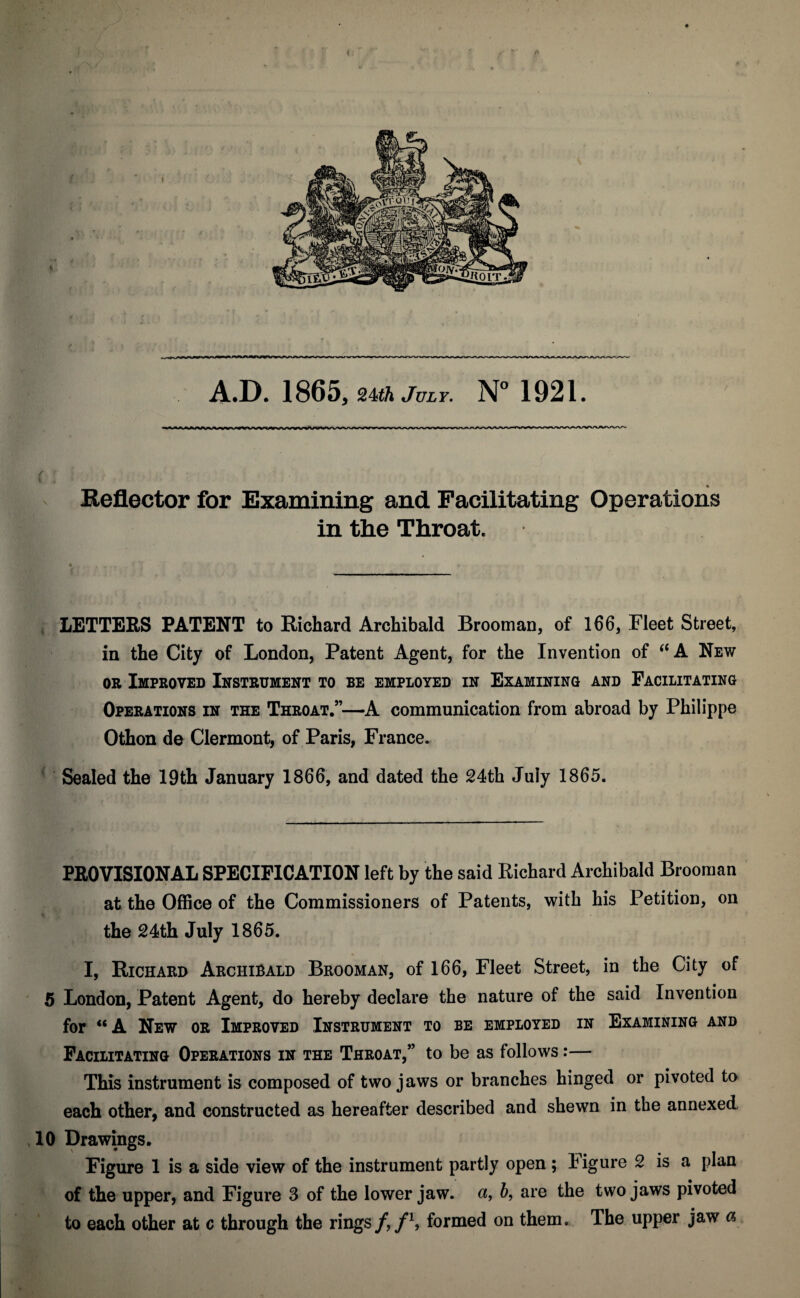 DIEU · ET MON · DROIT
A.D. 1865, 24th JULY. Nº 1921.
Reflector for Examining and Facilitating Operations
in the Throat.
LETTERS PATENT to Richard Archibald Brooman, of 166, Fleet Street,
in the City of London, Patent Agent, for the Invention of “A NEW
OR IMPROVED INSTRUMENT TO BE EMPLOYED IN EXAMINING AND FACILITATING
OPERATIONS IN THE THROAT.”—A communication from abroad by Philippe
Othon de Clermont, of Paris, France.
Sealed the 19th January 1866, and dated the 24th July 1865.
PROVISIONAL SPECIFICATION left by the said Richard Archibald Brooman
at the Office of the Commissioners of Patents, with his Petition, on
the 24th July 1865.
I, RICHARD ARCHIBALD BROOMAN, of 166, Fleet Street, in the City of
5 London, Patent Agent, do hereby declare the nature of the said Invention
for “A NEW OR IMPROVED INSTRUMENT TO BE EMPLOYED IN EXAMINING AND
FACILITATING OPERATIONS IN THE THROAT,” to be as follows:—
This instrument is composed of two jaws or branches hinged or pivoted to
each other, and constructed as hereafter described and shewn in the annexed
10 Drawings.
Figure 1 is a side view of the instrument partly open; Figure 2 is a plan
of the upper, and Figure 3 of the lower jaw. a, b, are the two jaws pivoted
to each other at c through the rings f, f¹, formed on them. The upper jaw a